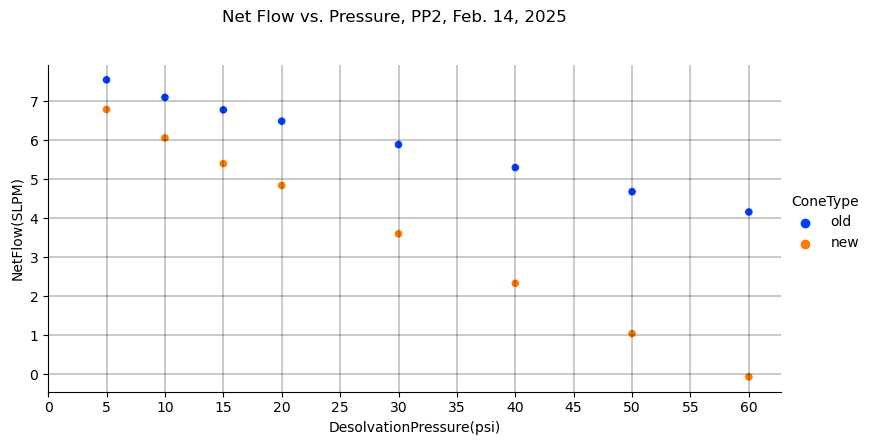 Net Flow vs. Pressure, PP2, Feb. 14, 2025
7
6
5
4
3
2
1
0
NetFlow(SLPM)
0 5 10 15 20 25 30 35 40 45 50 55 60
DesolvationPressure(psi)
ConeType
old
new